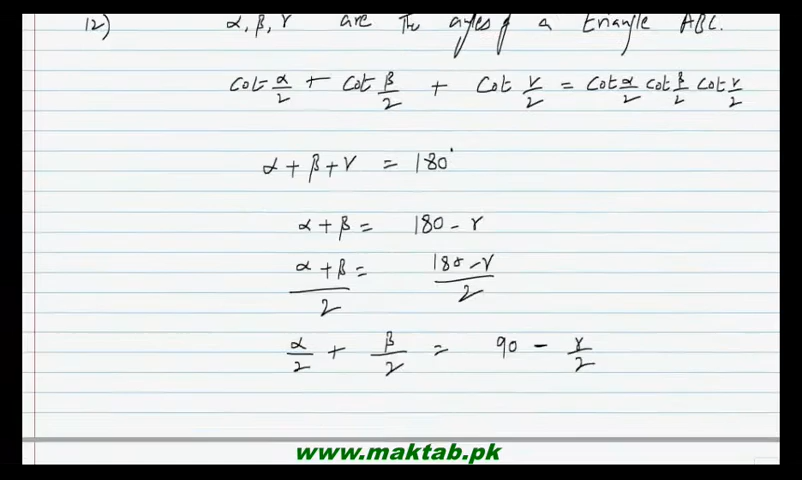 12) α, β, γ are the angles of a triangle ABC.
Cot α/2 + Cot β/2 + Cot γ/2 = Cot α/2 Cot β/2 Cot γ/2
α + β + γ = 180°
α + β = 180 - γ
α + β / 2 = 180 - γ / 2
α/2 + β/2 = 90 - γ/2
www.maktab.pk